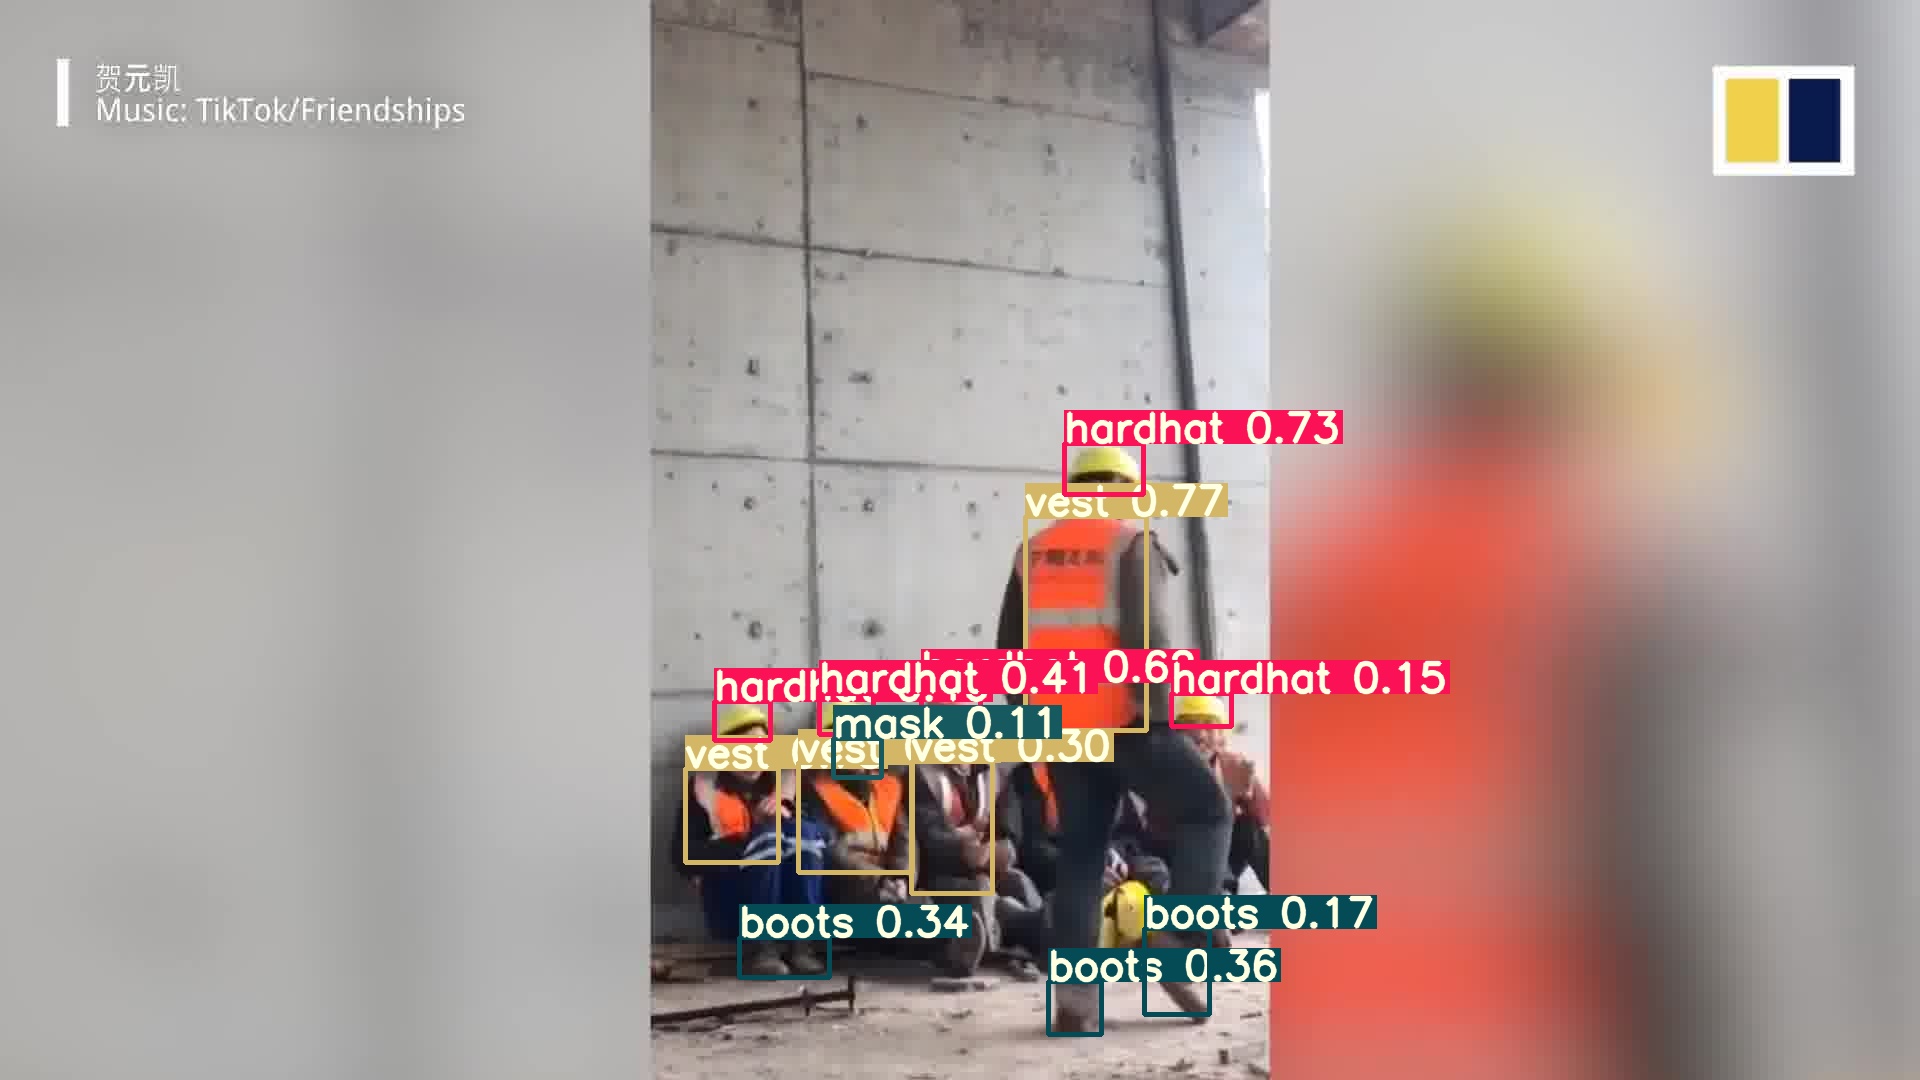 贺元凯
Music: TikTok/Friendships
hardhat 0.73
vest 0.77
hardhat 0.41
hardhat 0.15
mask 0.11
vest
vest
vest 0.30
boots 0.34
boots 0.17
boots 0.36